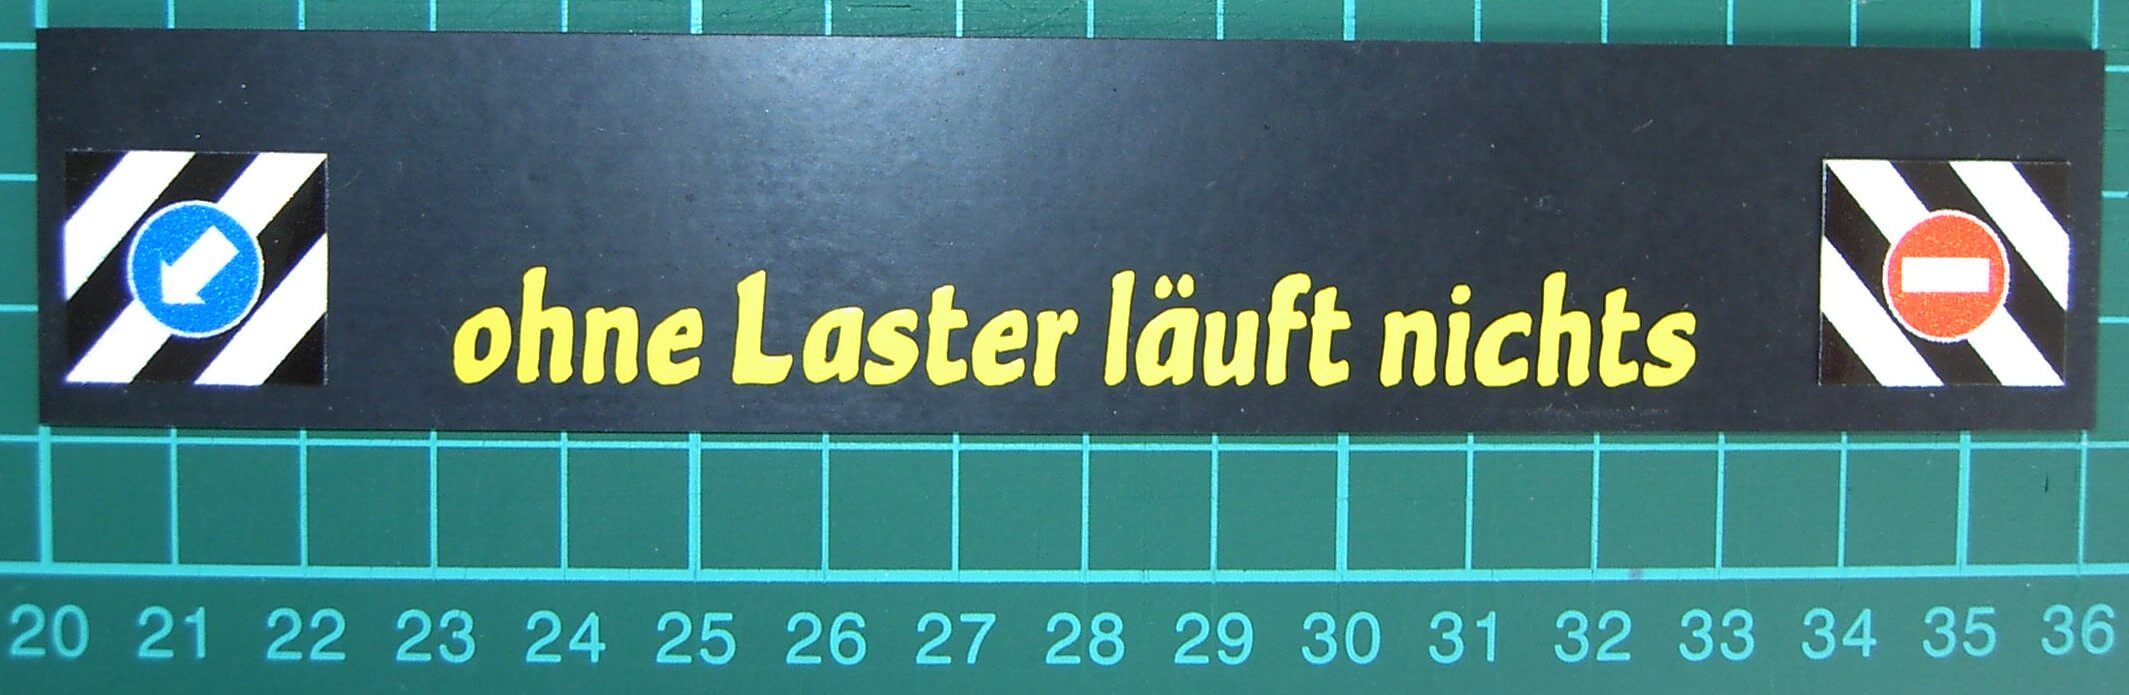 ohne Laster läuft nichts
20 21 22 23 24 25 26 27 28 29 30 31 32 33 34 35 36